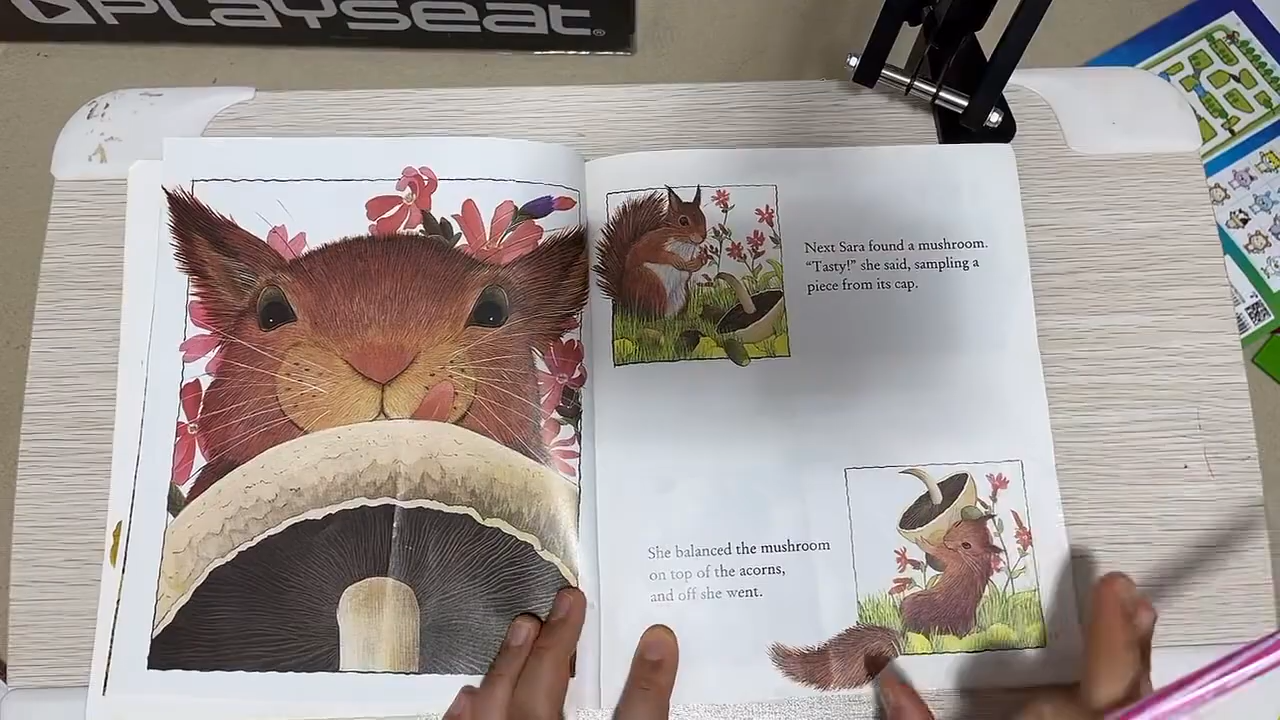 PLAYSEAT®
Next Sara found a mushroom.
“Tasty!” she said, sampling a
piece from its cap.
She balanced the mushroom
on top of the acorns,
and off she went.